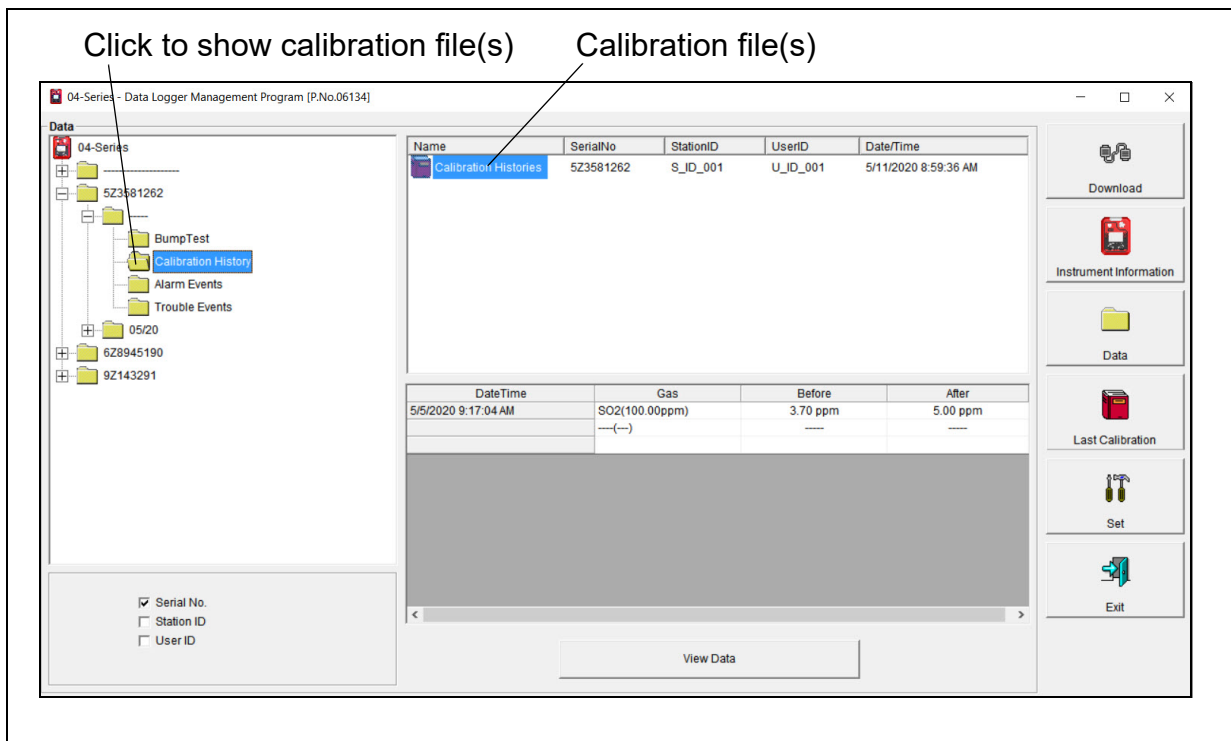 Click to show calibration file(s) Calibration file(s)
04-Series - Data Logger Management Program [P.No.06134]
Data
04-Series
--------------------
5Z3581262
-----
BumpTest
Calibration History
Alarm Events
Trouble Events
05/20
6Z8945190
9Z143291
Serial No.
Station ID
User ID
Name SerialNo StationID UserID Date/Time
Calibration Histories 5Z3581262 S_ID_001 U_ID_001 5/11/2020 8:59:36 AM
DateTime Gas Before After
5/5/2020 9:17:04 AM SO2(100.00ppm) 3.70 ppm 5.00 ppm
----(---) ----- -----
View Data
Download
Instrument Information
Data
Last Calibration
Set
Exit